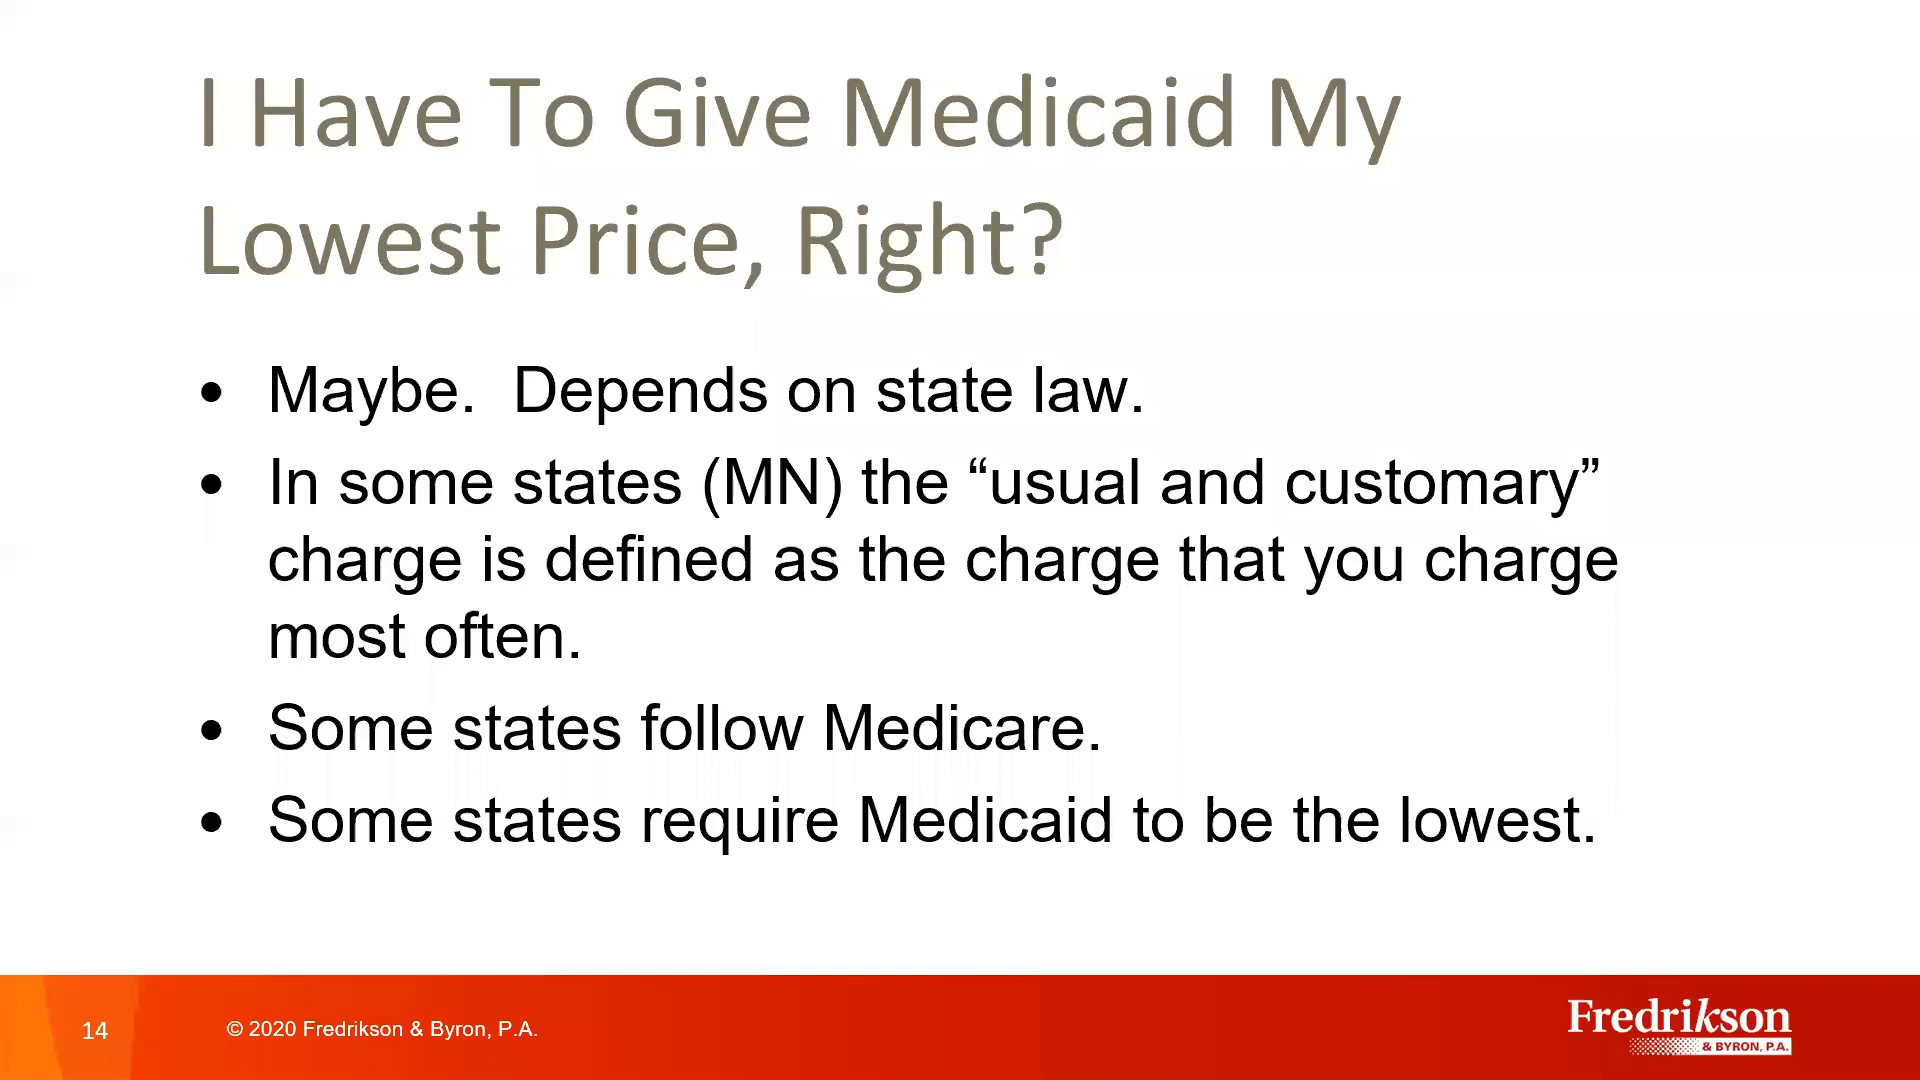 I Have To Give Medicaid My
Lowest Price, Right?
• Maybe.  Depends on state law.
• In some states (MN) the “usual and customary”
charge is defined as the charge that you charge
most often.
• Some states follow Medicare.
• Some states require Medicaid to be the lowest.
14
© 2020 Fredrikson & Byron, P.A.
Fredrikson
& BYRON, P.A.